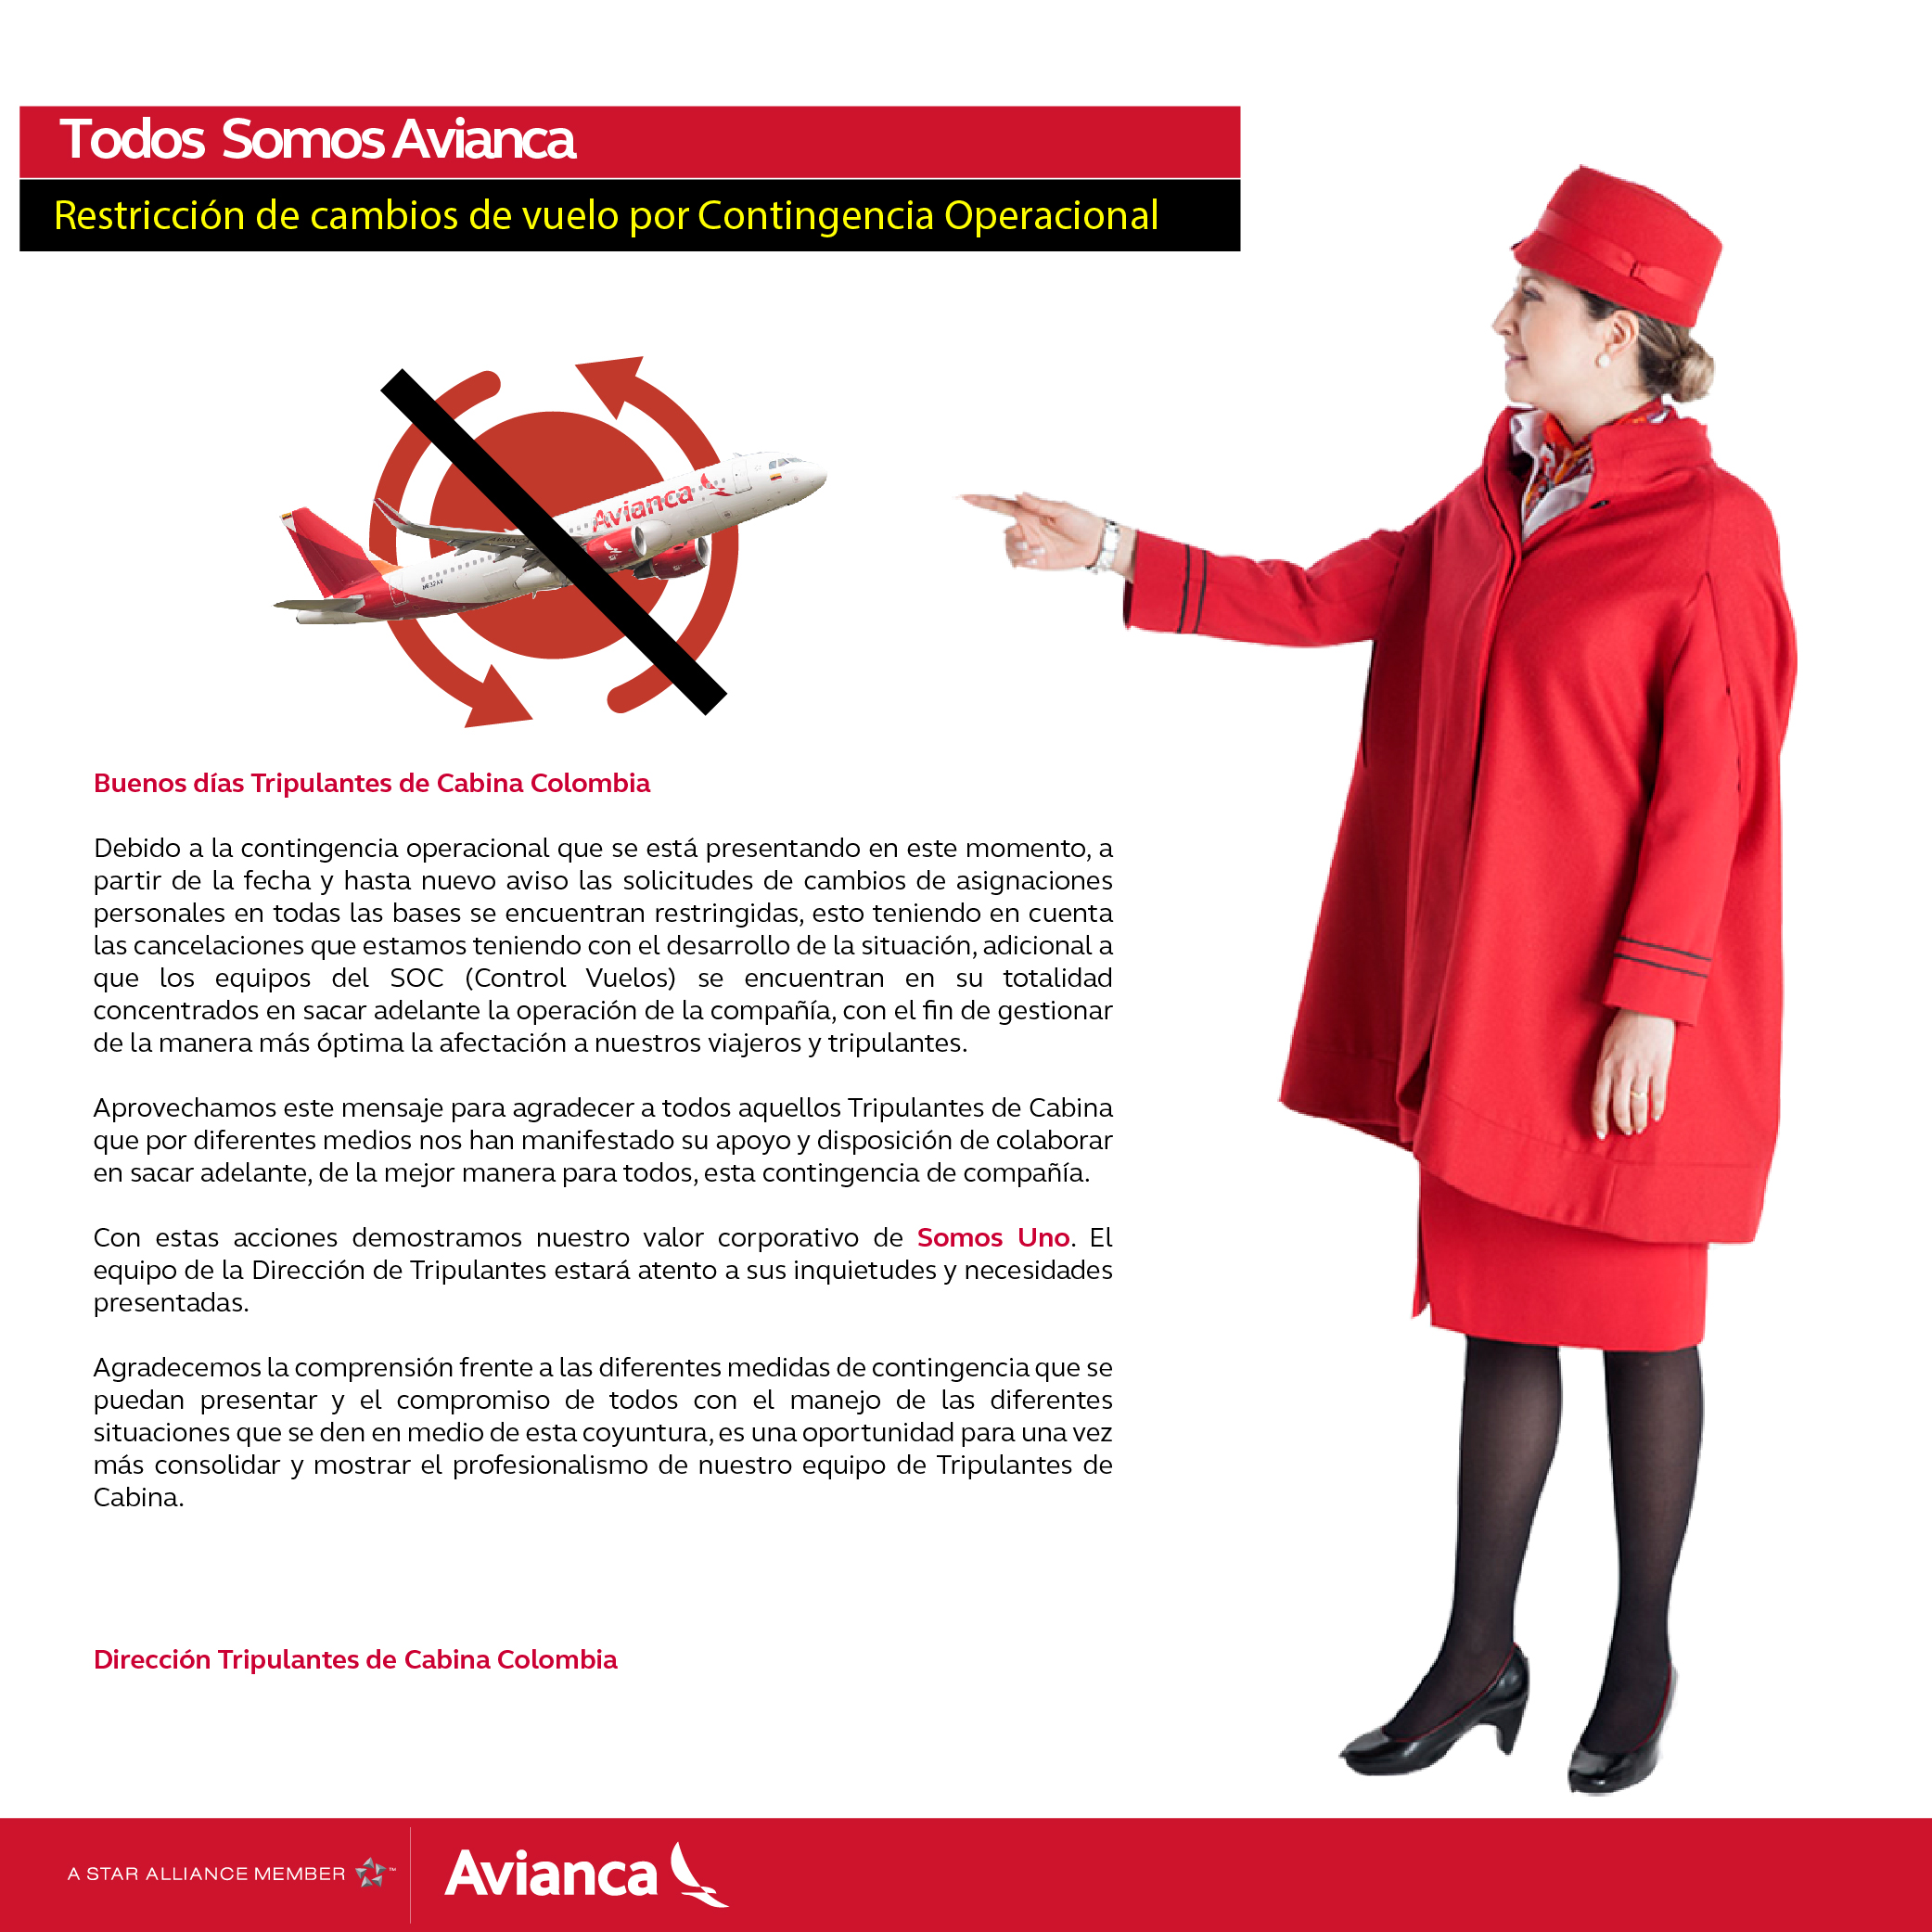 Todos Somos Avianca
Restricción de cambios de vuelo por Contingencia Operacional
Avianca
Buenos días Tripulantes de Cabina Colombia
Debido a la contingencia operacional que se está presentando en este momento, a
partir de la fecha y hasta nuevo aviso las solicitudes de cambios de asignaciones
personales en todas las bases se encuentran restringidas, esto teniendo en cuenta
las cancelaciones que estamos teniendo con el desarrollo de la situación, adicional a
que los equipos del SOC (Control Vuelos) se encuentran en su totalidad
concentrados en sacar adelante la operación de la compañía, con el fin de gestionar
de la manera más óptima la afectación a nuestros viajeros y tripulantes.
Aprovechamos este mensaje para agradecer a todos aquellos Tripulantes de Cabina
que por diferentes medios nos han manifestado su apoyo y disposición de colaborar
en sacar adelante, de la mejor manera para todos, esta contingencia de compañía.
Con estas acciones demostramos nuestro valor corporativo de Somos Uno. El
equipo de la Dirección de Tripulantes estará atento a sus inquietudes y necesidades
presentadas.
Agradecemos la comprensión frente a las diferentes medidas de contingencia que se
puedan presentar y el compromiso de todos con el manejo de las diferentes
situaciones que se den en medio de esta coyuntura, es una oportunidad para una vez
más consolidar y mostrar el profesionalismo de nuestro equipo de Tripulantes de
Cabina.
Dirección Tripulantes de Cabina Colombia
A STAR ALLIANCE MEMBER ™
Avianca